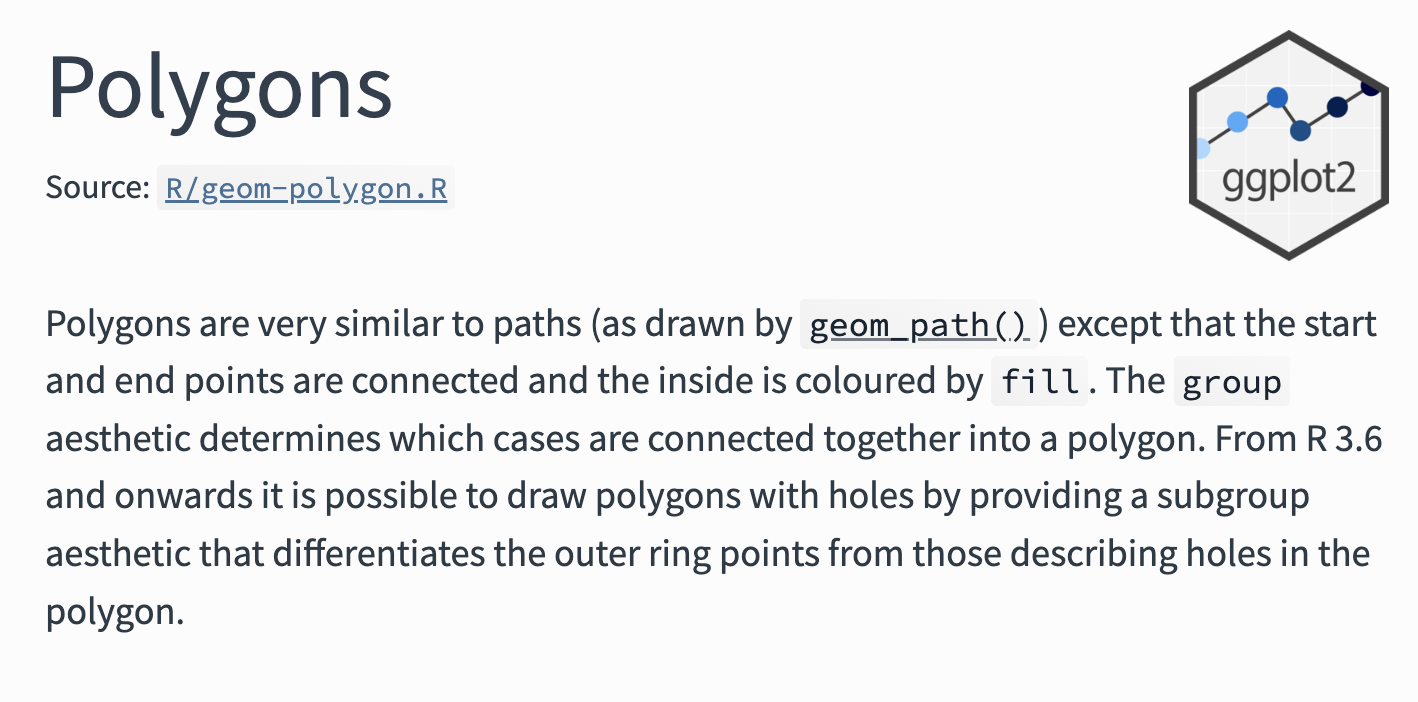 Polygons
ggplot2
Source: R/geom-polygon.R
Polygons are very similar to paths (as drawn by geom_path() ) except that the start
and end points are connected and the inside is coloured by fill. The group
aesthetic determines which cases are connected together into a polygon. From R 3.6
and onwards it is possible to draw polygons with holes by providing a subgroup
aesthetic that differentiates the outer ring points from those describing holes in the
polygon.